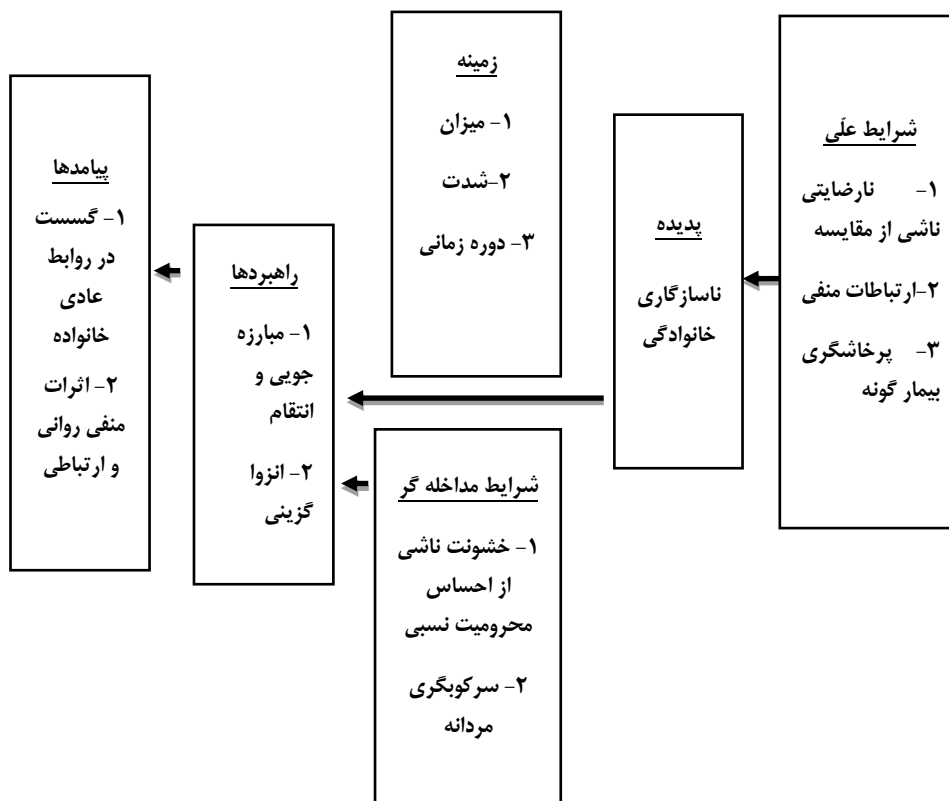 شرایط علّی
۱- نارضایتی
ناشی از مقایسه
۲-ارتباطات منفی
۳- پرخاشگری
بیمار گونه
پدیده
ناسازگاری
خانوادگی
زمینه
۱- میزان
۲-شدت
۳- دوره زمانی
شرایط مداخله گر
۱- خشونت ناشی
از احساس
محرومیت نسبی
۲- سرکوبگری
مردانه
راهبردها
۱- مبارزه
جویی و
انتقام
۲- انزوا
گزینی
پیامدها
۱- گسست
در روابط
عادی
خانواده
۲- اثرات
منفی روانی
و ارتباطی